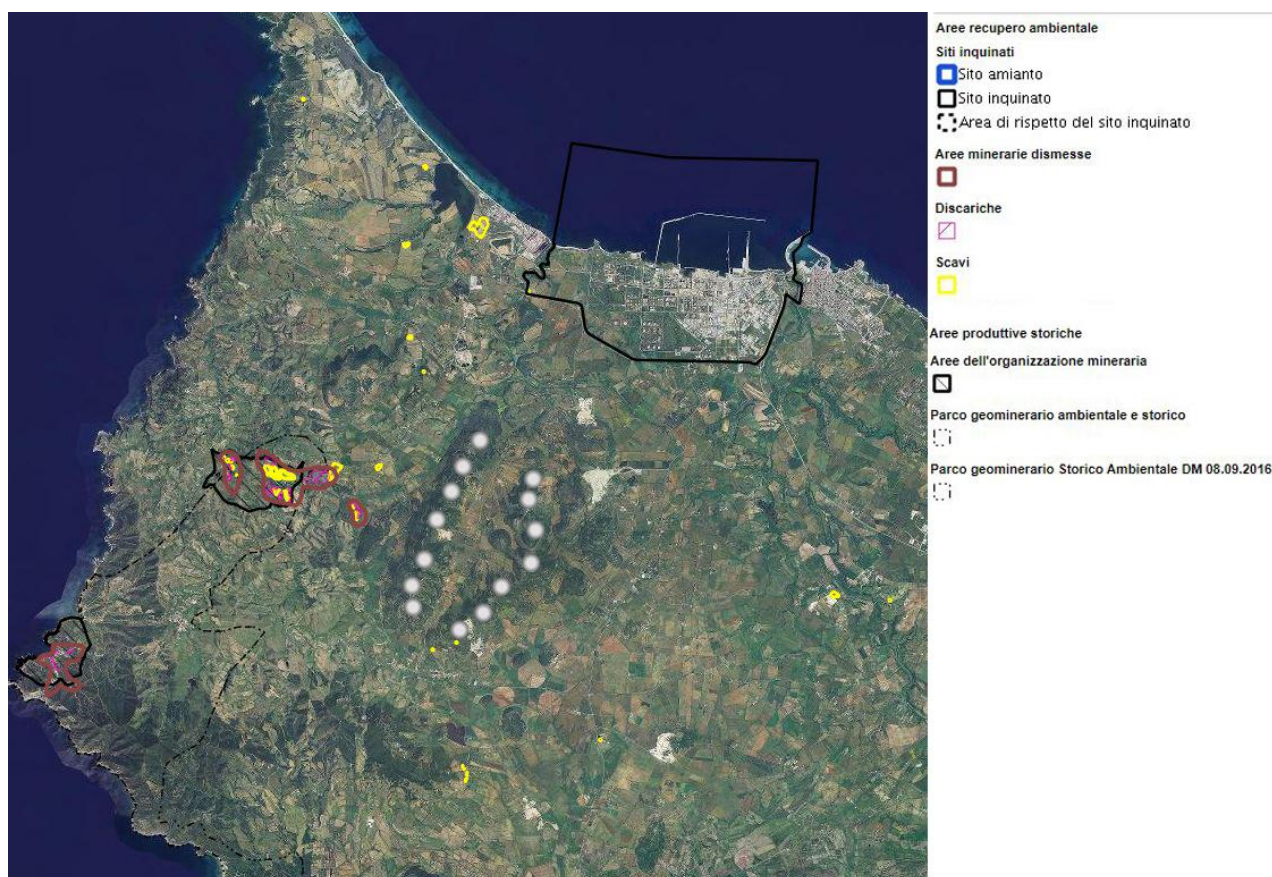 Aree recupero ambientale
Siti inquinati
Sito amianto
Sito inquinato
Area di rispetto del sito inquinato
Aree minerarie dismesse
Discariche
Scavi
Aree produttive storiche
Aree dell'organizzazione mineraria
Parco geominerario ambientale e storico
Parco geominerario Storico Ambientale DM 08.09.2016